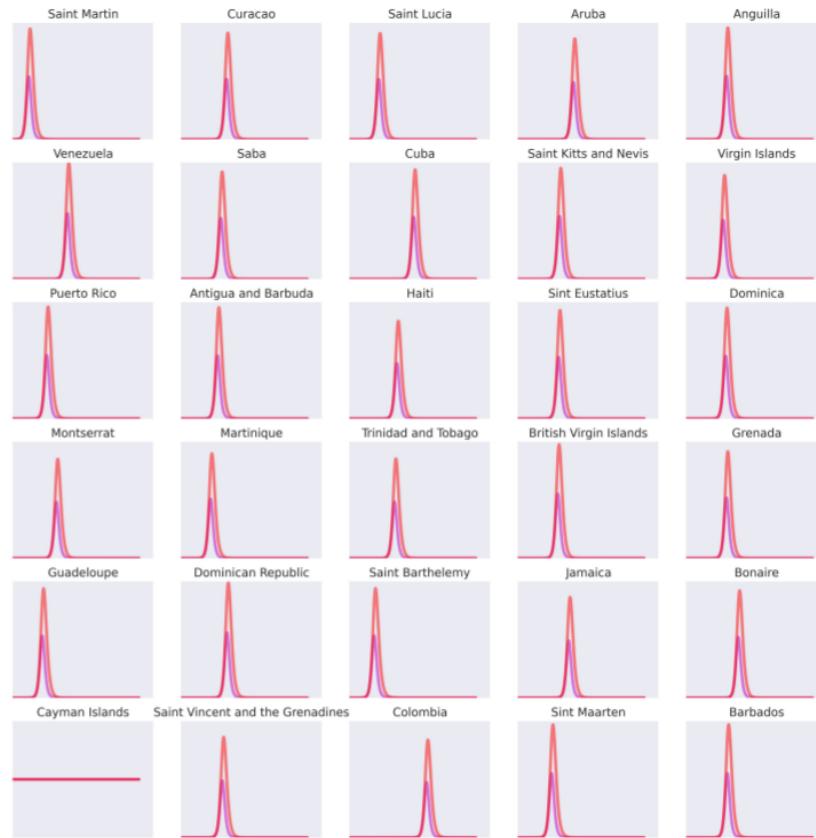 Saint Martin
Curacao
Saint Lucia
Aruba
Anguilla
Venezuela
Saba
Cuba
Saint Kitts and Nevis
Virgin Islands
Puerto Rico
Antigua and Barbuda
Haiti
Sint Eustatius
Dominica
Montserrat
Martinique
Trinidad and Tobago
British Virgin Islands
Grenada
Guadeloupe
Dominican Republic
Saint Barthelemy
Jamaica
Bonaire
Cayman Islands
Saint Vincent and the Grenadines
Colombia
Sint Maarten
Barbados